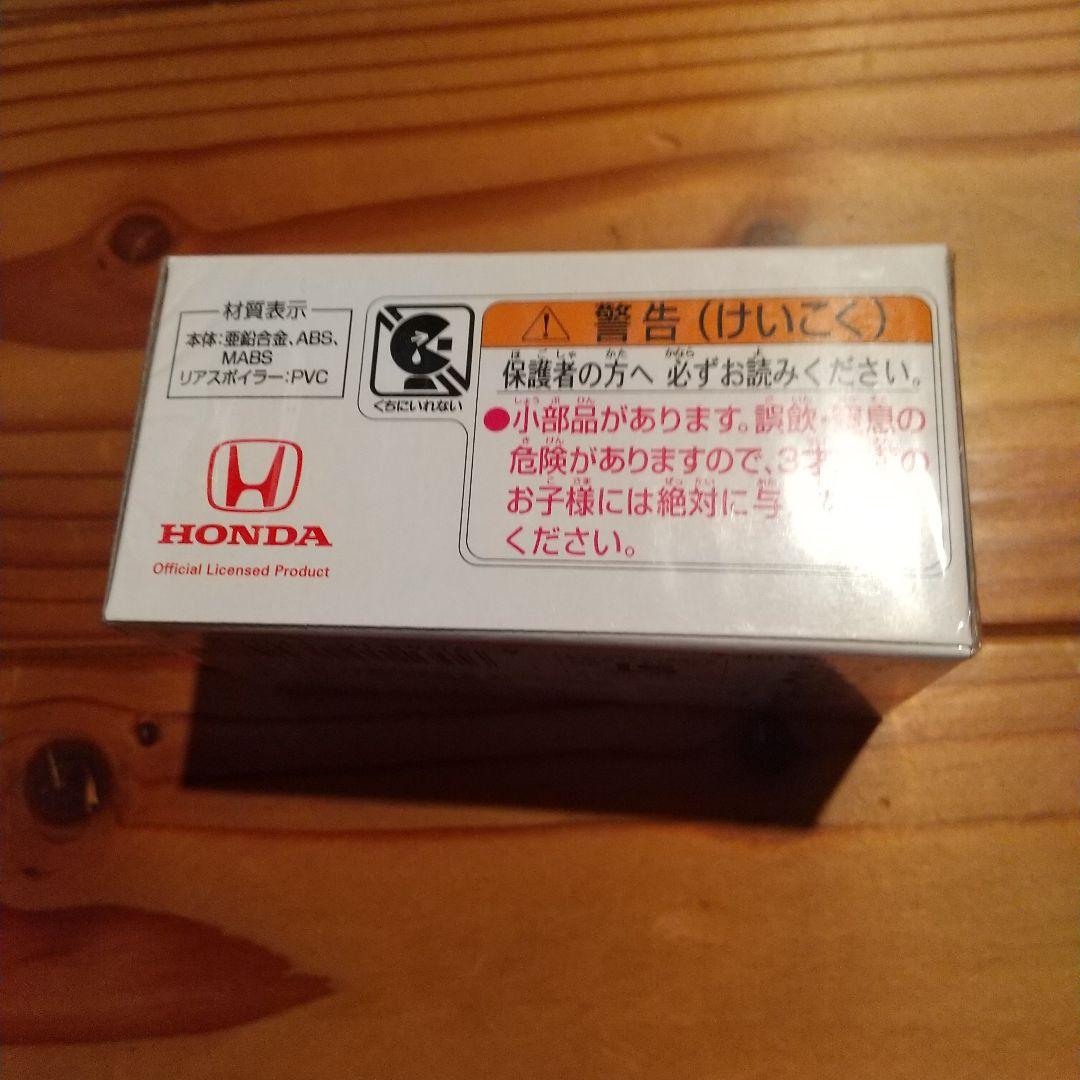 材質表示
本体:亜鉛合金、ABS、
MABS
リアスポイラー:PVC
くちにいれない
HONDA
Official Licensed Product
警告(けいこく)
保護者の方へ 必ずお読みください。
●小部品があります。誤飲・窒息の
危険がありますので、3才
お子様には絶対に与
ください。